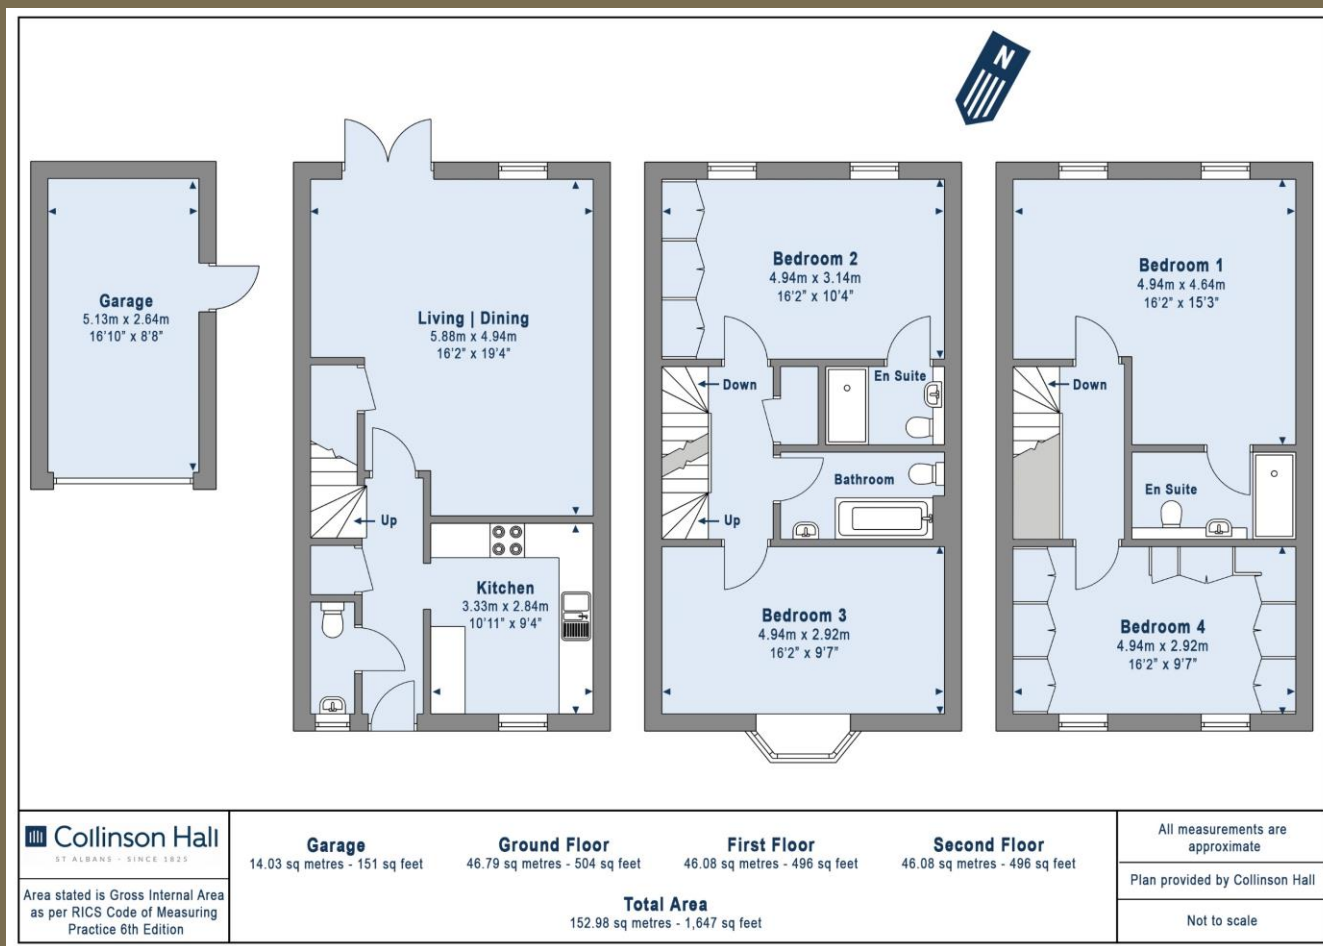 N
Garage
5.13m x 2.64m
16'10" x 8'8"
Living | Dining
5.88m x 4.94m
16'2" x 19'4"
Up
Kitchen
3.33m x 2.84m
10'11" x 9'4"
Bedroom 2
4.94m x 3.14m
16'2" x 10'4"
Down
En Suite
Bathroom
Up
Bedroom 3
4.94m x 2.92m
16'2" x 9'7"
Bedroom 1
4.94m x 4.64m
16'2" x 15'3"
Down
En Suite
Bedroom 4
4.94m x 2.92m
16'2" x 9'7"
Collinson Hall
ST ALBANS - SINCE 1825
Area stated is Gross Internal Area
as per RICS Code of Measuring
Practice 6th Edition
Garage
14.03 sq metres - 151 sq feet
Ground Floor
46.79 sq metres - 504 sq feet
First Floor
46.08 sq metres - 496 sq feet
Second Floor
46.08 sq metres - 496 sq feet
Total Area
152.98 sq metres - 1,647 sq feet
All measurements are
approximate
Plan provided by Collinson Hall
Not to scale